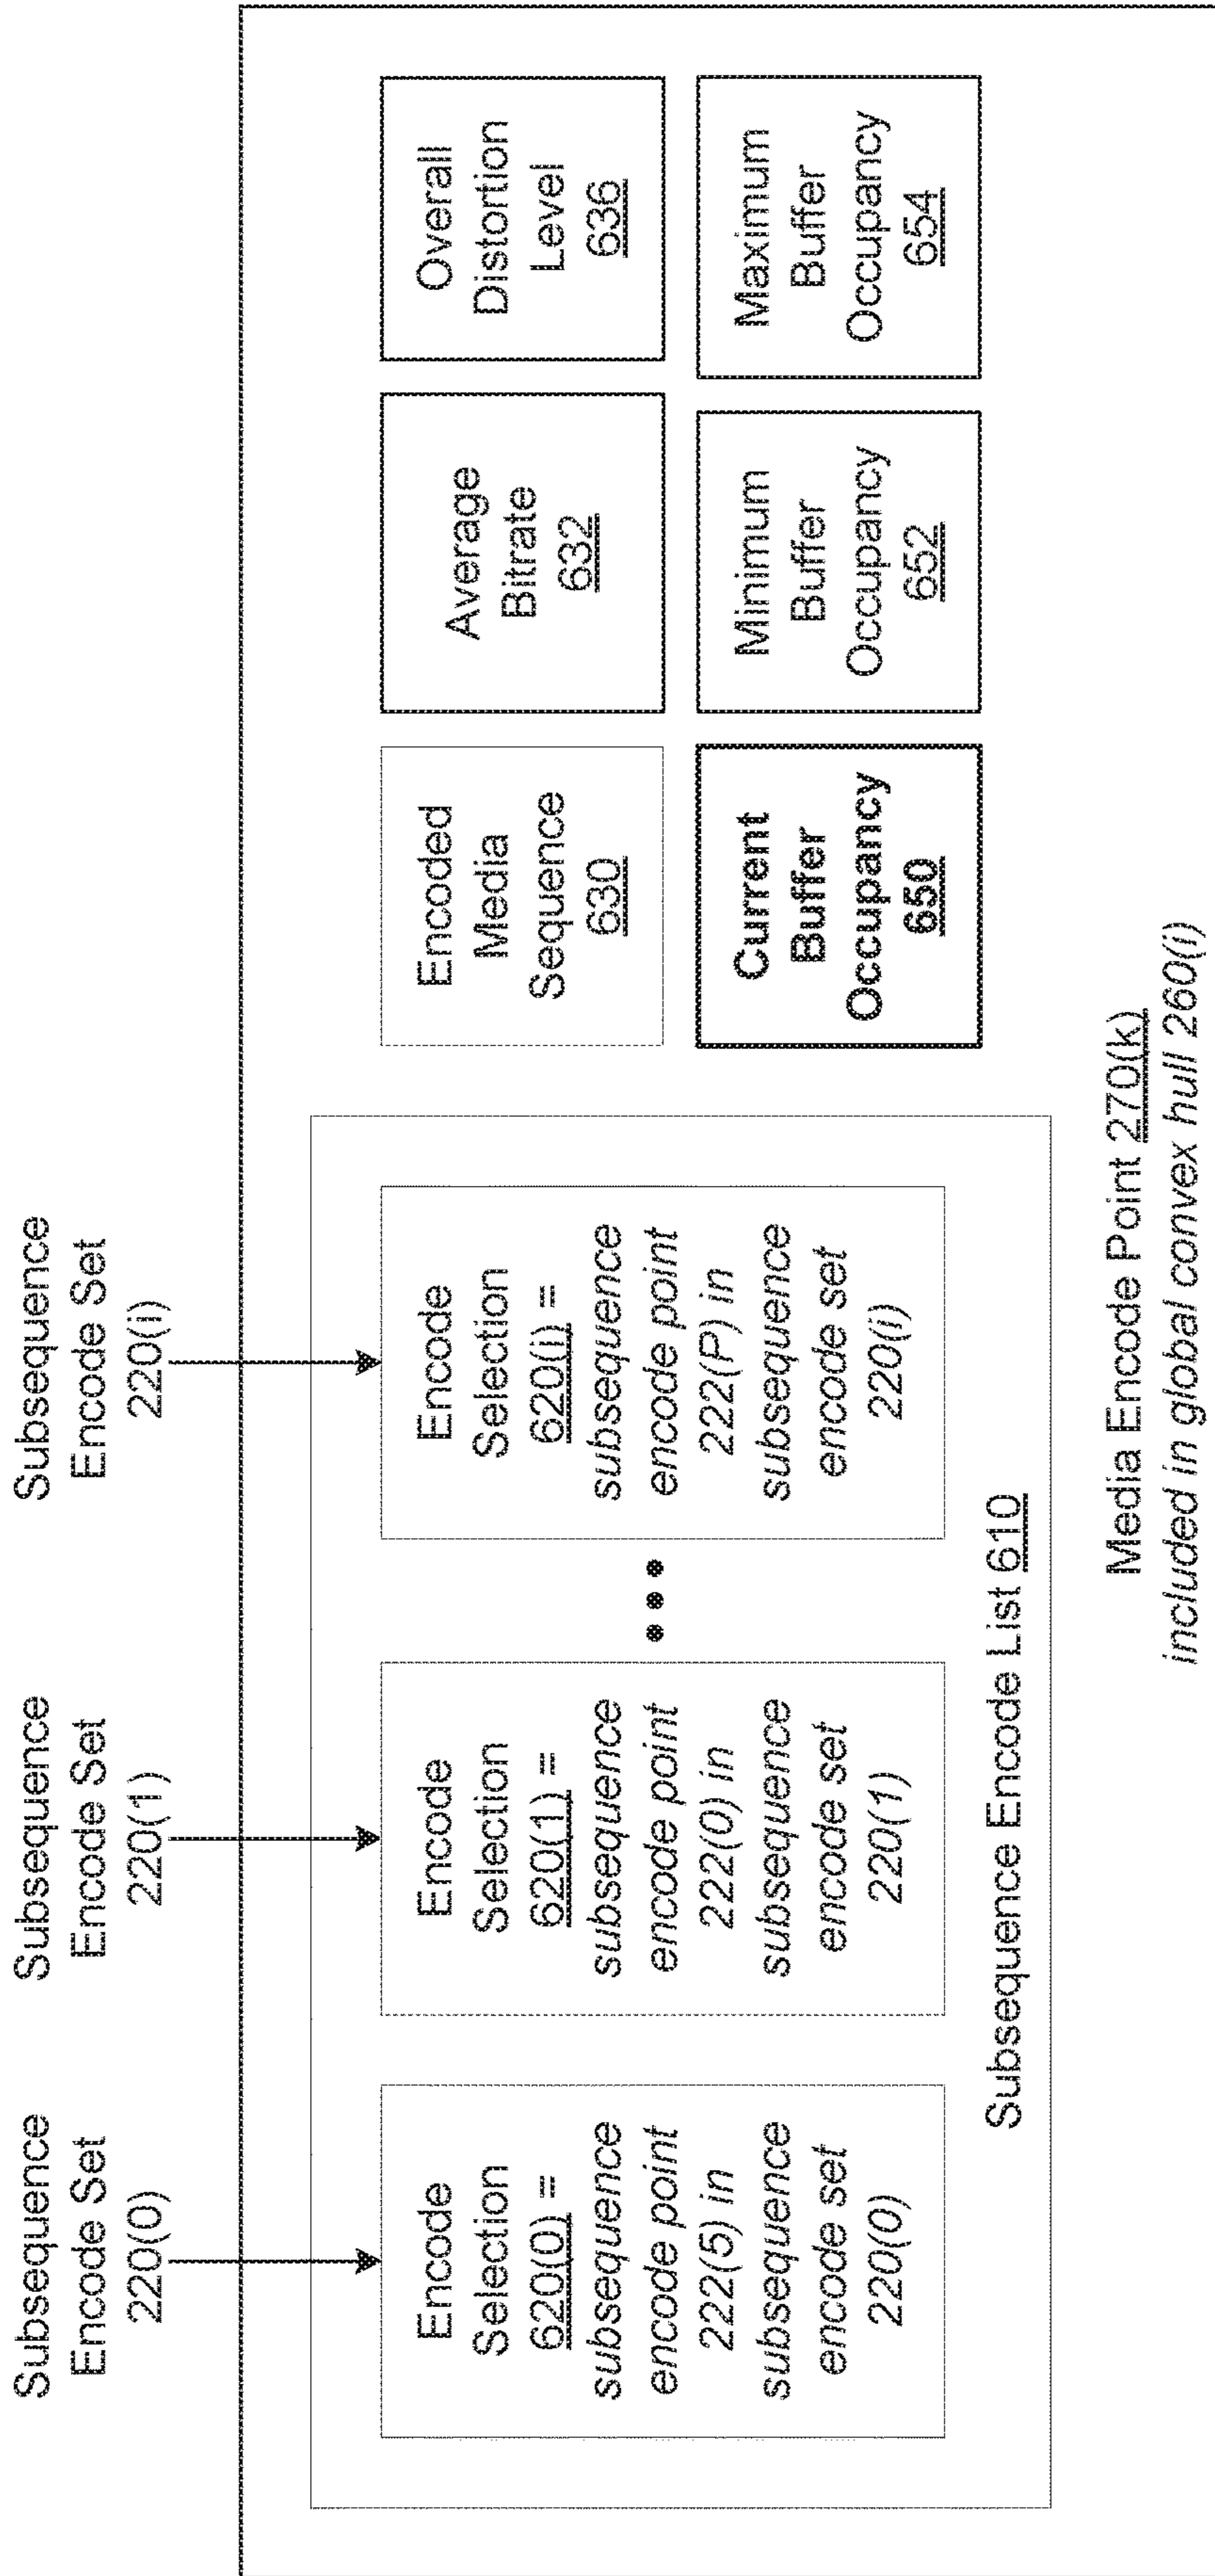 Subsequence
Encode Set
220(0)
Subsequence
Encode Set
220(1)
Subsequence
Encode Set
220(i)
Encode
Selection
620(0) =
subsequence
encode point
222(5) in
subsequence
encode set
220(0)
Encode
Selection
620(1) =
subsequence
encode point
222(0) in
subsequence
encode set
220(1)
Encode
Selection
620(i) =
subsequence
encode point
222(P) in
subsequence
encode set
220(i)
Subsequence Encode List 610
Encoded
Media
Sequence
630
Average
Bitrate
632
Overall
Distortion
Level
636
Current
Buffer
Occupancy
650
Minimum
Buffer
Occupancy
652
Maximum
Buffer
Occupancy
654
Media Encode Point 270(k)
included in global convex hull 260(i)